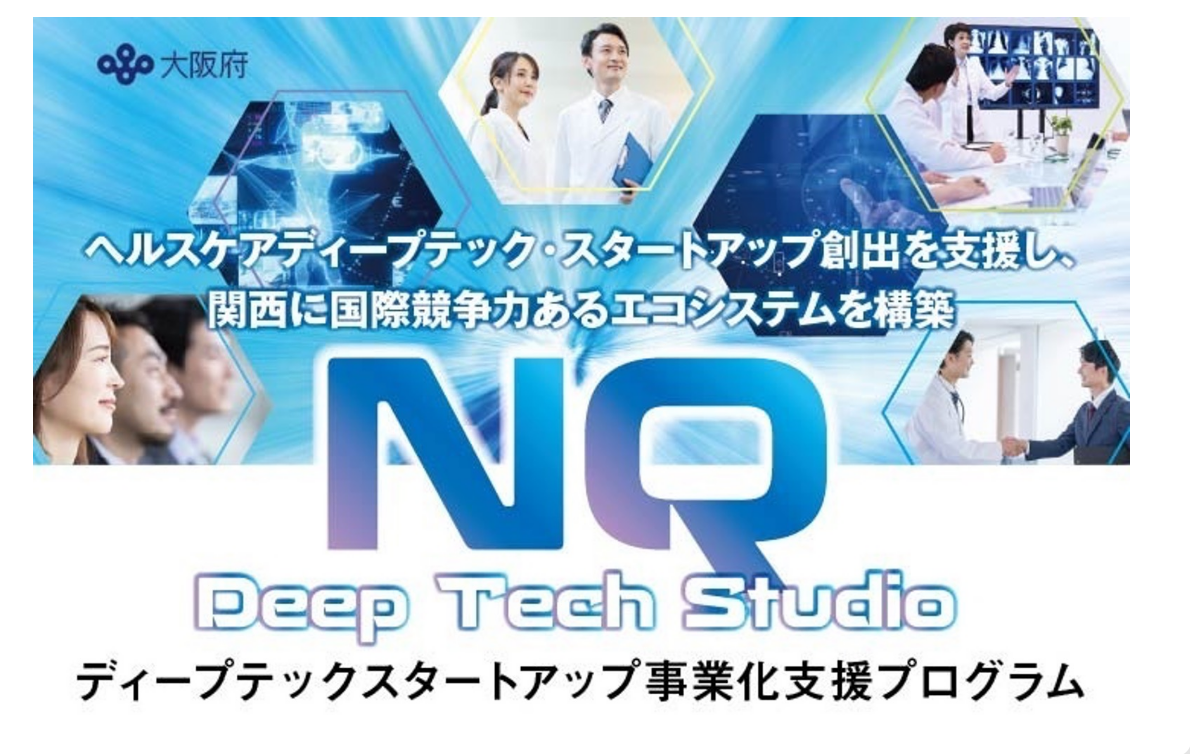 大阪府
ヘルスケアディープテック・スタートアップ創出を支援し、
関西に国際競争力あるエコシステムを構築
NQ
Deep Tech Studio
ディープテックスタートアップ事業化支援プログラム